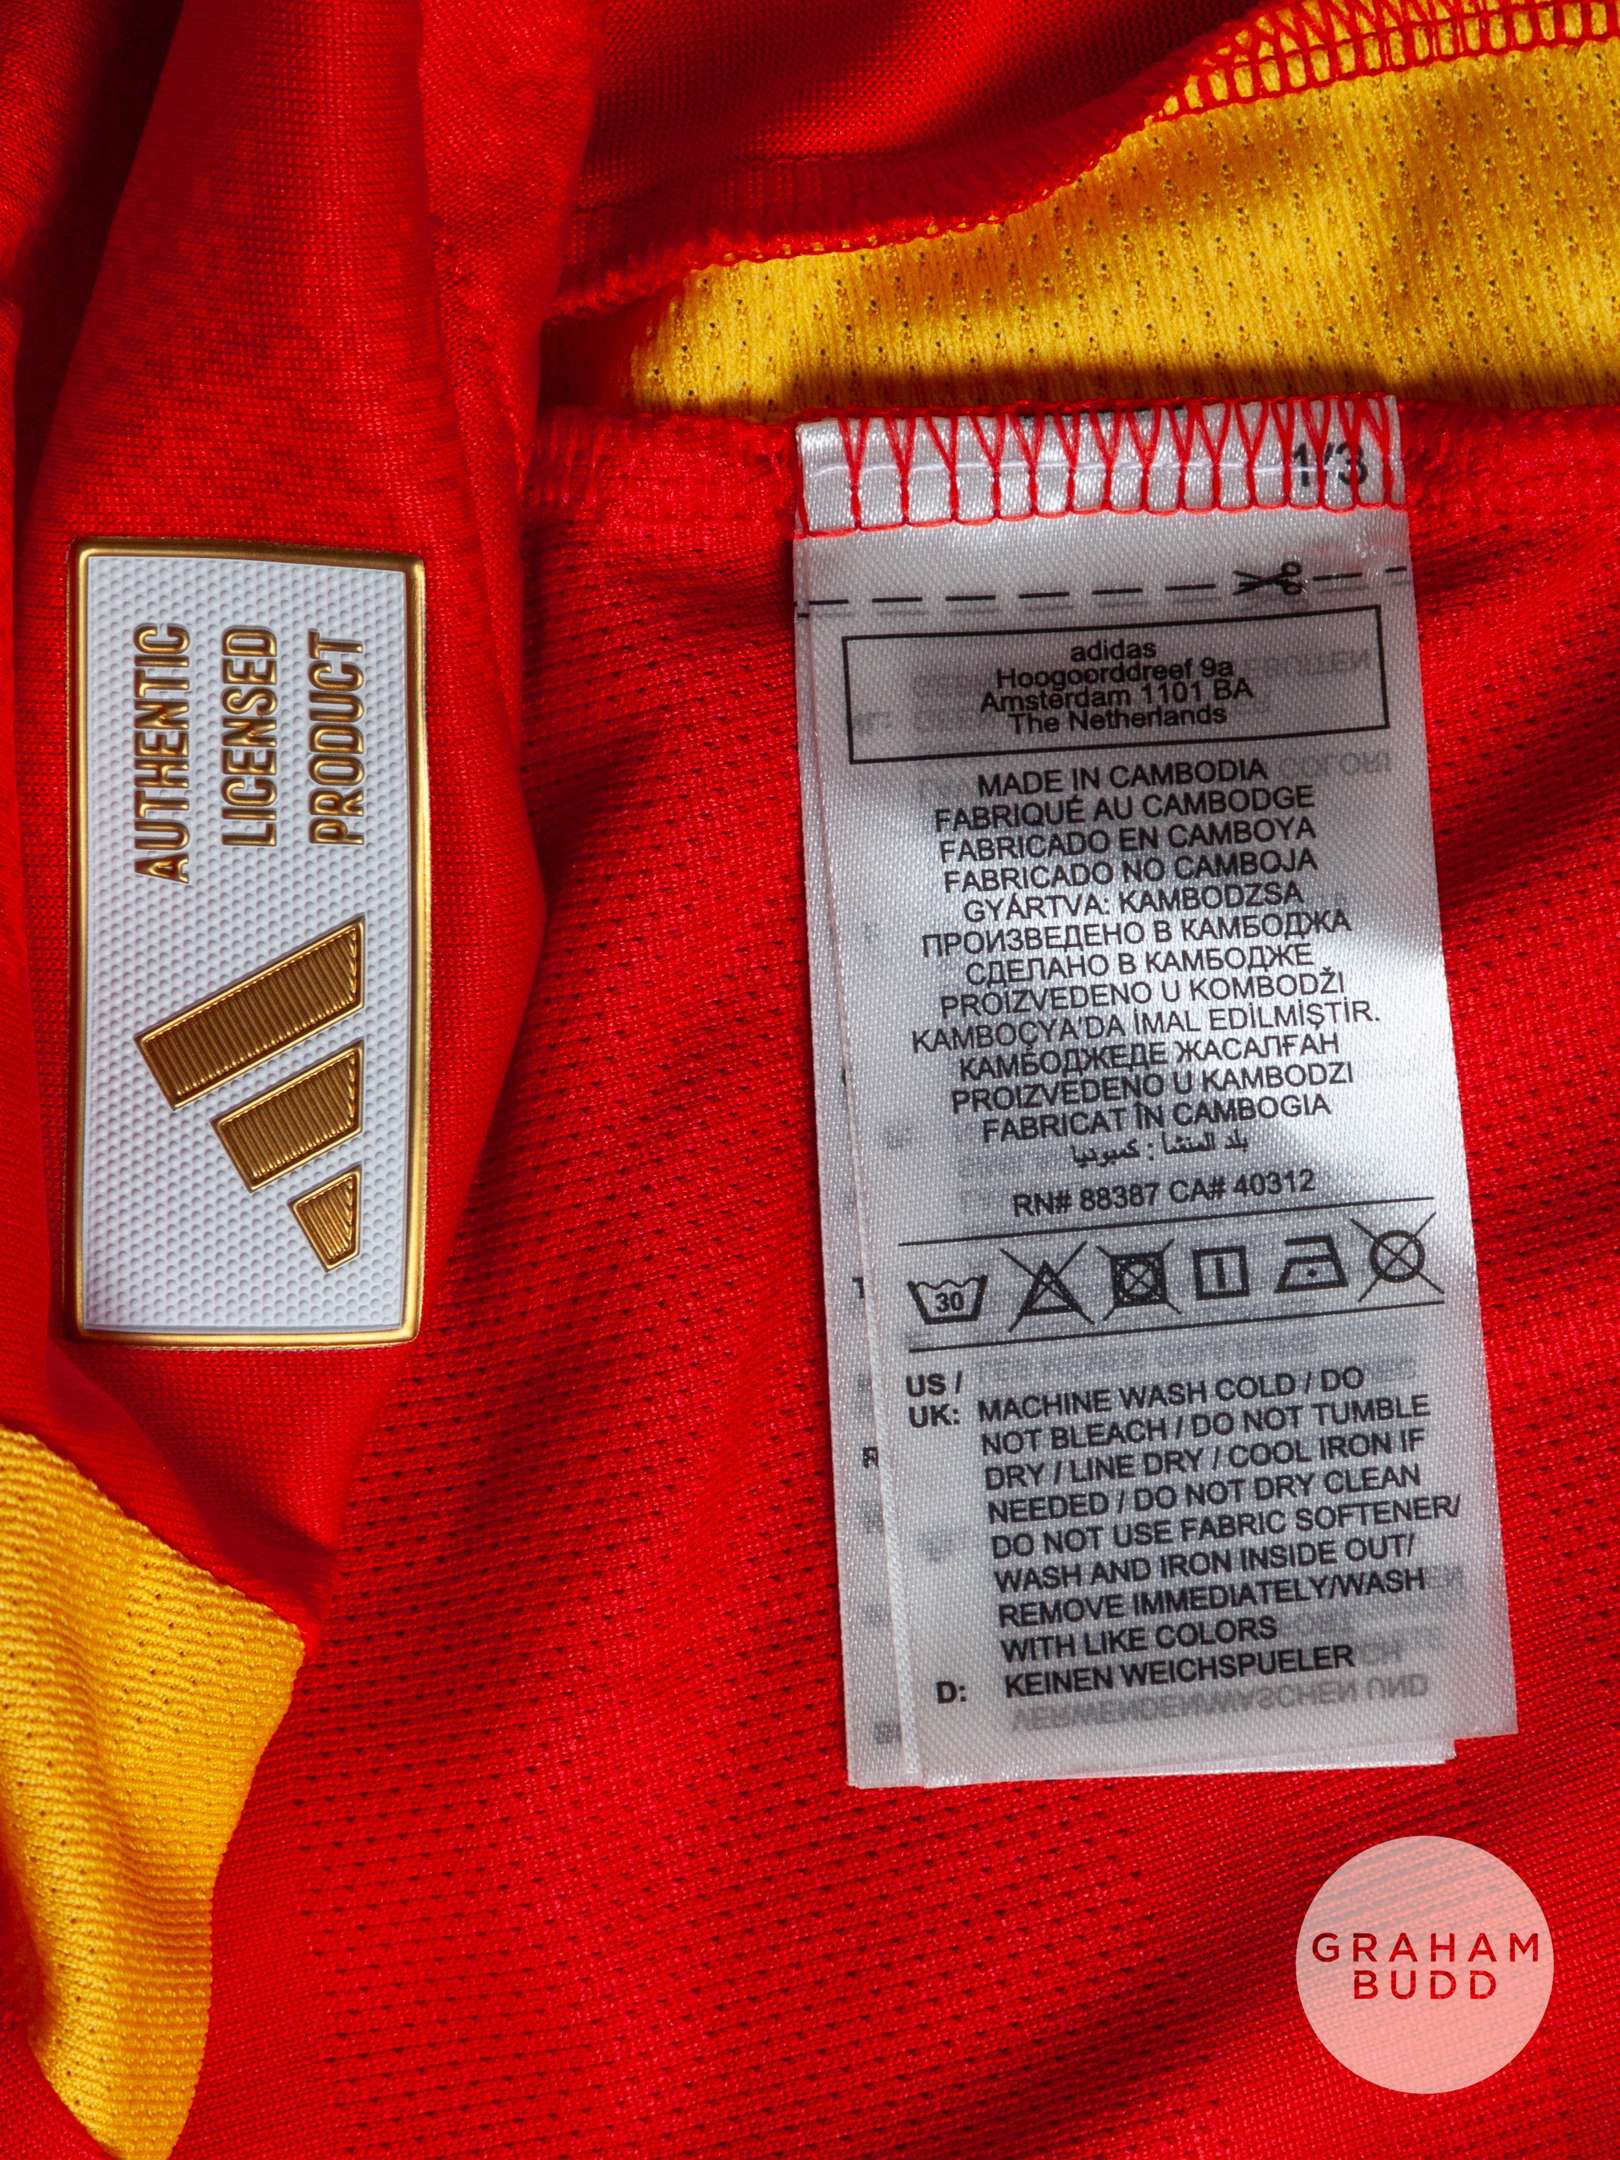 AUTHENTIC
LICENSED
PRODUCT
1/3
adidas
Hoogoorddreef 9a
Amsterdam 1101 BA
The Netherlands
MADE IN CAMBODIA
FABRIQUÉ AU CAMBODGE
FABRICADO EN CAMBOYA
FABRICADO NO CAMBOJA
GYÁRTVA: KAMBODZSA
ПРОИЗВЕДЕНО В КАМБОДЖА
СДЕЛАНО В КАМБОДЖЕ
PROIZVEDENO U KOMBODŽI
KAMBOÇYA'DA İMAL EDİLMİŞTİR.
КАМБОДЖЕДЕ ЖАСАЛҒАН
PROIZVEDENO U KAMBODZI
FABRICAT ÎN CAMBOGIA
بلد المنشأ : كمبوديا
RN# 88387 CA# 40312
30
US /
UK: MACHINE WASH COLD / DO
NOT BLEACH / DO NOT TUMBLE
DRY / LINE DRY / COOL IRON IF
NEEDED / DO NOT DRY CLEAN
DO NOT USE FABRIC SOFTENER/
WASH AND IRON INSIDE OUT/
REMOVE IMMEDIATELY/WASH
WITH LIKE COLORS
D: KEINEN WEICHSPUELER
GRAHAM
BUDD